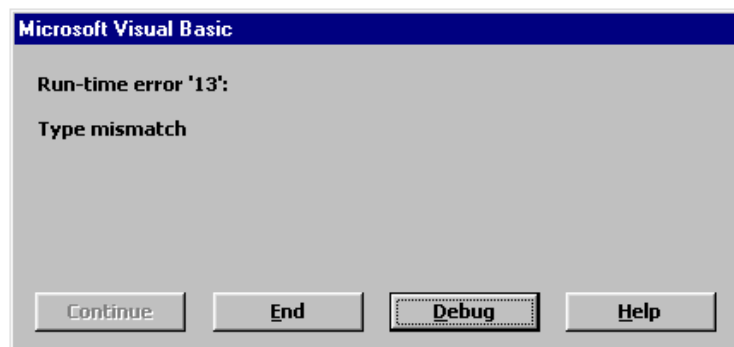 Microsoft Visual Basic
Run-time error '13':
Type mismatch
Continue End Debug Help